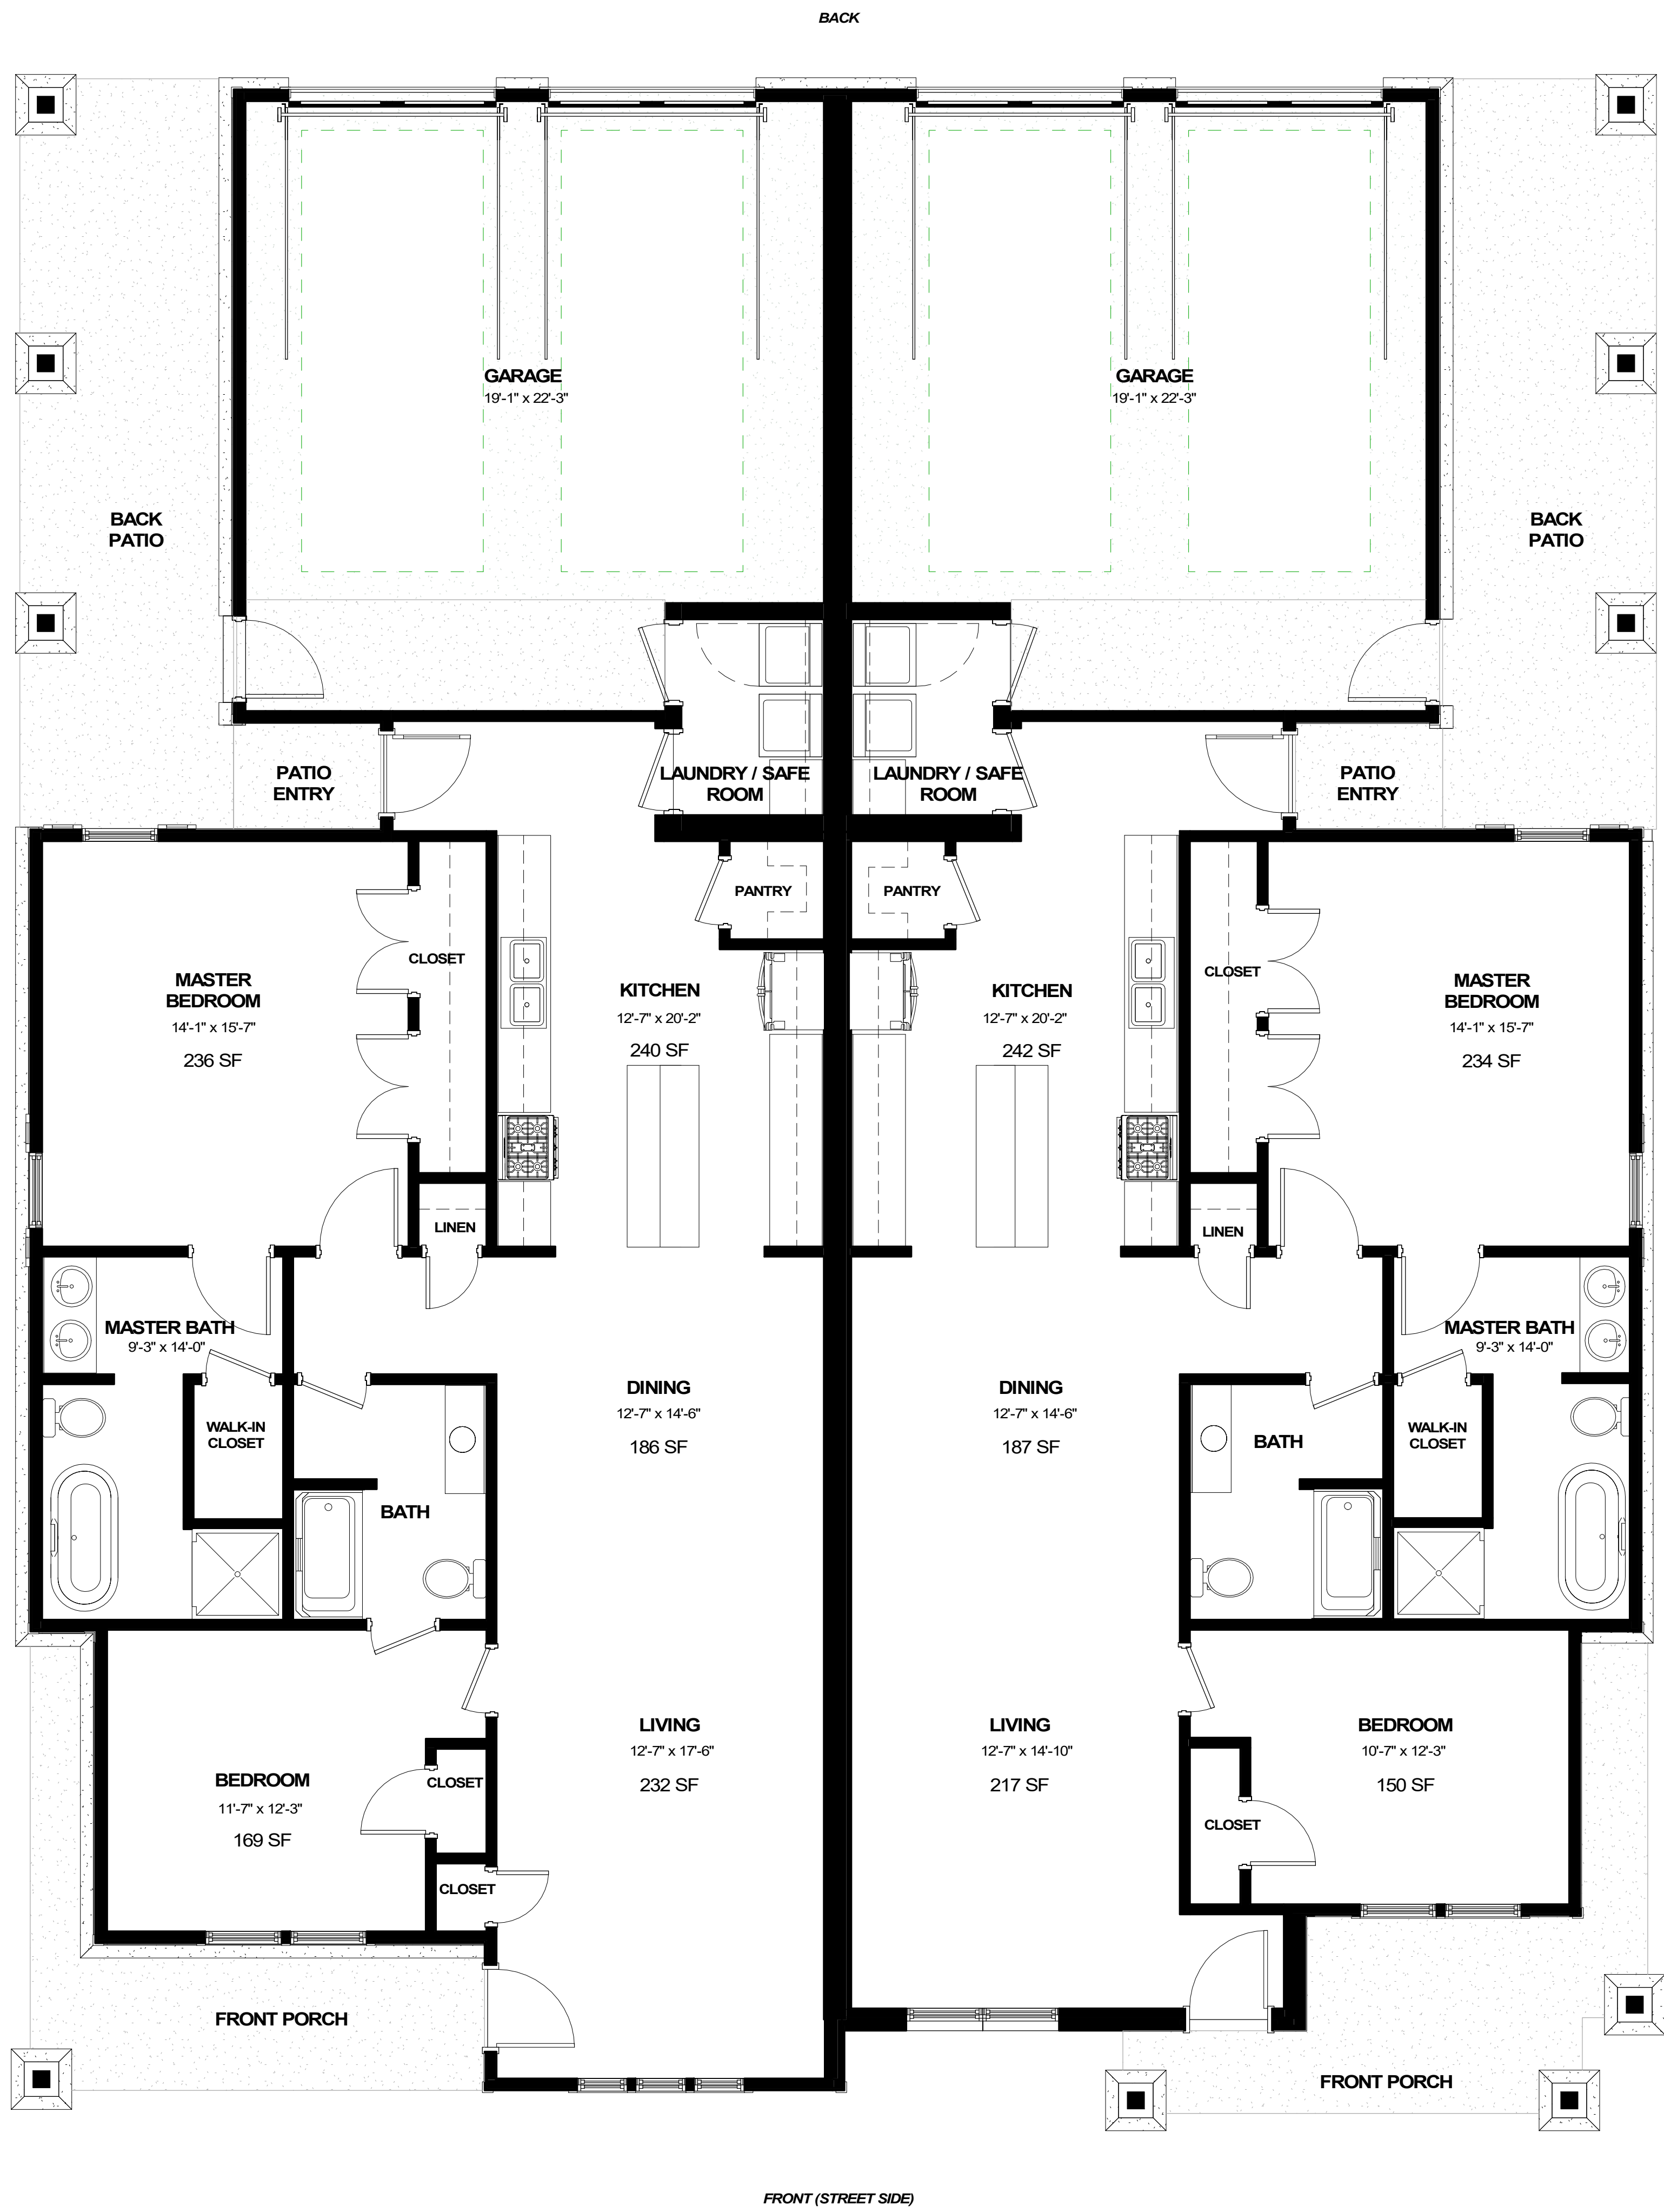 BACK
GARAGE
19'-1" x 22'-3"
GARAGE
19'-1" x 22'-3"
BACK
PATIO
BACK
PATIO
PATIO
ENTRY
LAUNDRY / SAFE
ROOM
LAUNDRY / SAFE
ROOM
PATIO
ENTRY
PANTRY
PANTRY
MASTER
BEDROOM
14'-1" x 15'-7"
236 SF
CLOSET
KITCHEN
12'-7" x 20'-2"
240 SF
KITCHEN
12'-7" x 20'-2"
242 SF
CLOSET
MASTER
BEDROOM
14'-1" x 15'-7"
234 SF
LINEN
LINEN
MASTER BATH
9'-3" x 14'-0"
MASTER BATH
9'-3" x 14'-0"
WALK-IN
CLOSET
DINING
12'-7" x 14'-6"
186 SF
DINING
12'-7" x 14'-6"
187 SF
BATH
WALK-IN
CLOSET
BATH
LIVING
12'-7" x 17'-6"
232 SF
LIVING
12'-7" x 14'-10"
217 SF
BEDROOM
10'-7" x 12'-3"
150 SF
BEDROOM
11'-7" x 12'-3"
169 SF
CLOSET
CLOSET
CLOSET
FRONT PORCH
FRONT PORCH
FRONT (STREET SIDE)